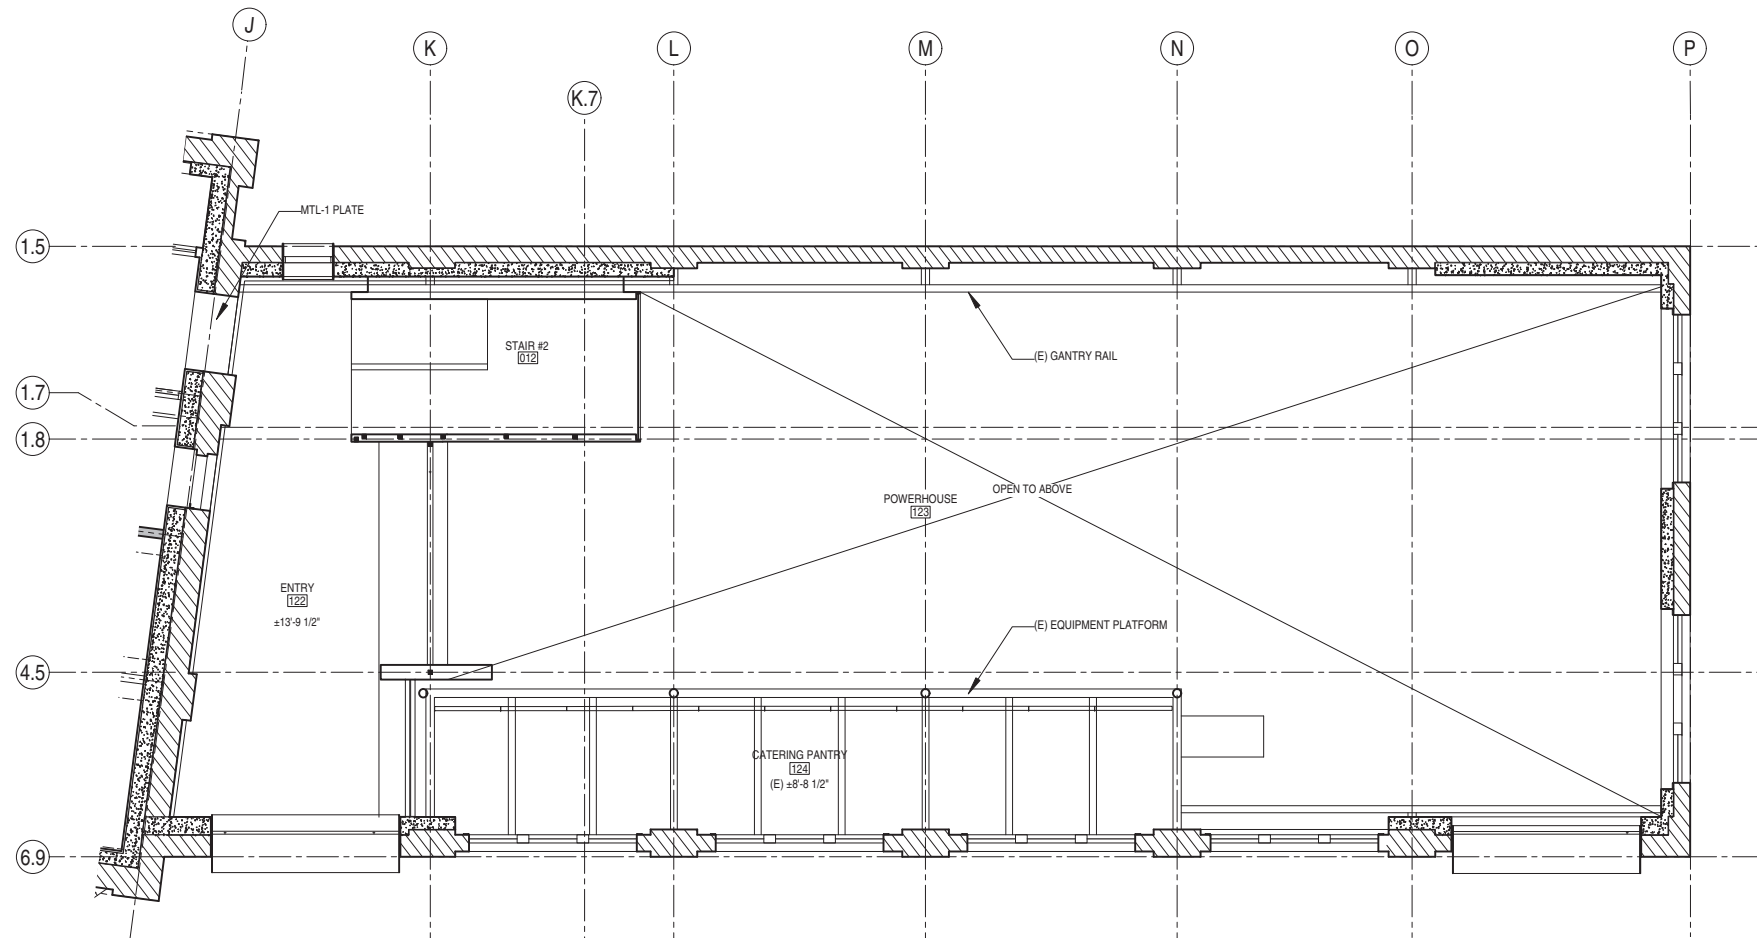 J
K
L
M
N
O
P
K.7
MTL-1 PLATE
1.5
STAIR #2
012
(E) GANTRY RAIL
1.7
1.8
OPEN TO ABOVE
POWERHOUSE
123
ENTRY
122
±13'-9 1/2"
(E) EQUIPMENT PLATFORM
4.5
CATERING PANTRY
124
(E) ±8'-8 1/2"
6.9